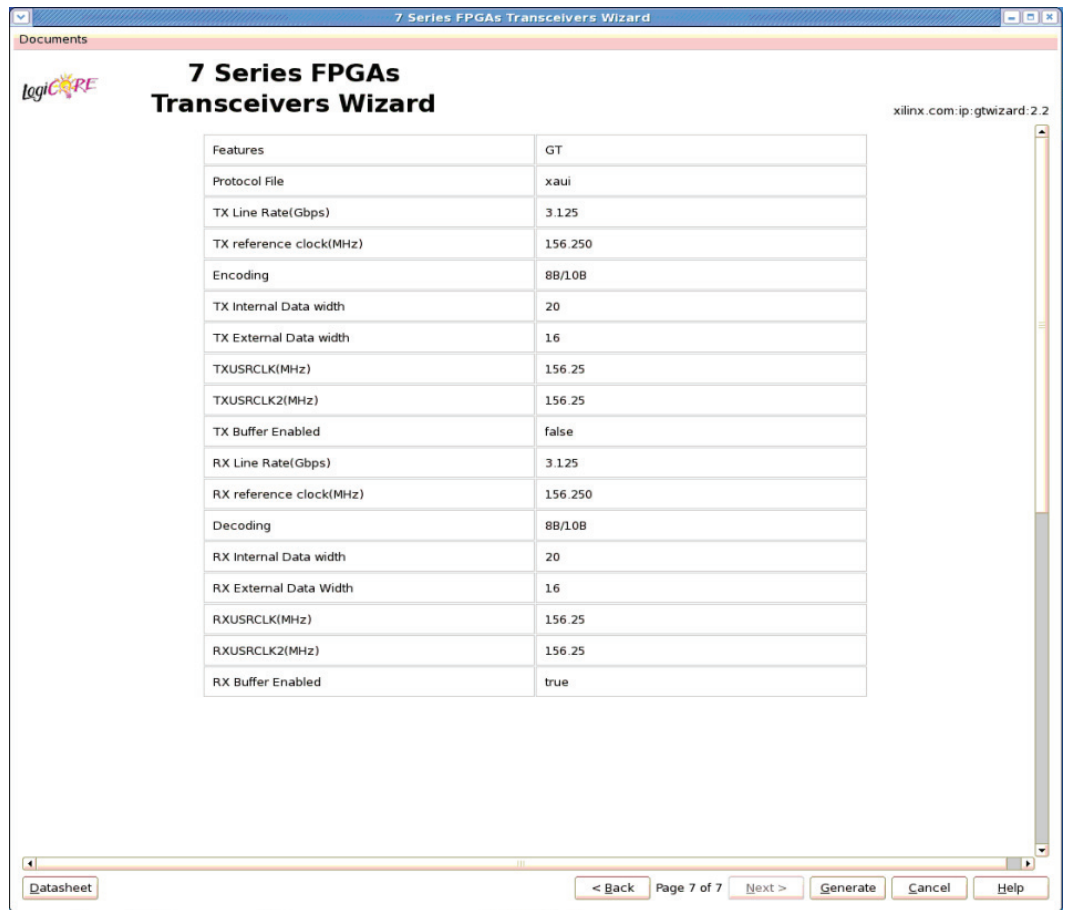 7 Series FPGAs Transceivers Wizard
Documents
logiCORE
7 Series FPGAs
Transceivers Wizard
xilinx.com:ip:gtwizard:2.2
Features GT
Protocol File xaui
TX Line Rate(Gbps) 3.125
TX reference clock(MHz) 156.250
Encoding 8B/10B
TX Internal Data width 20
TX External Data width 16
TXUSRCLK(MHz) 156.25
TXUSRCLK2(MHz) 156.25
TX Buffer Enabled false
RX Line Rate(Gbps) 3.125
RX reference clock(MHz) 156.250
Decoding 8B/10B
RX Internal Data width 20
RX External Data Width 16
RXUSRCLK(MHz) 156.25
RXUSRCLK2(MHz) 156.25
RX Buffer Enabled true
Datasheet < Back Page 7 of 7 Next > Generate Cancel Help